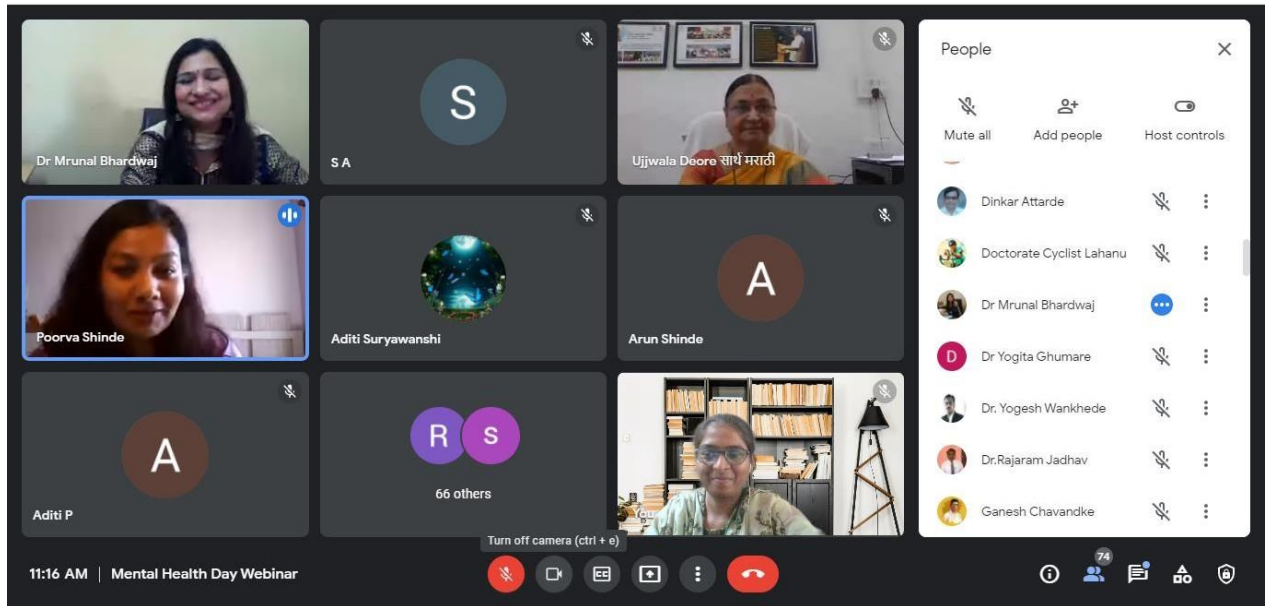 Dr Mrunal Bhardwaj
S
S A
Ujjwala Deore सार्थ मराठी
Poorva Shinde
Aditi Suryawanshi
A
Arun Shinde
A
Aditi P
R S
66 others
You
Turn off camera (ctrl + e)
11:16 AM | Mental Health Day Webinar
CC
74
People
Mute all
Add people
Host controls
Dinkar Attarde
Doctorate Cyclist Lahanu
Dr Mrunal Bhardwaj
D
Dr Yogita Ghumare
Dr. Yogesh Wankhede
Dr.Rajaram Jadhav
Ganesh Chavandke